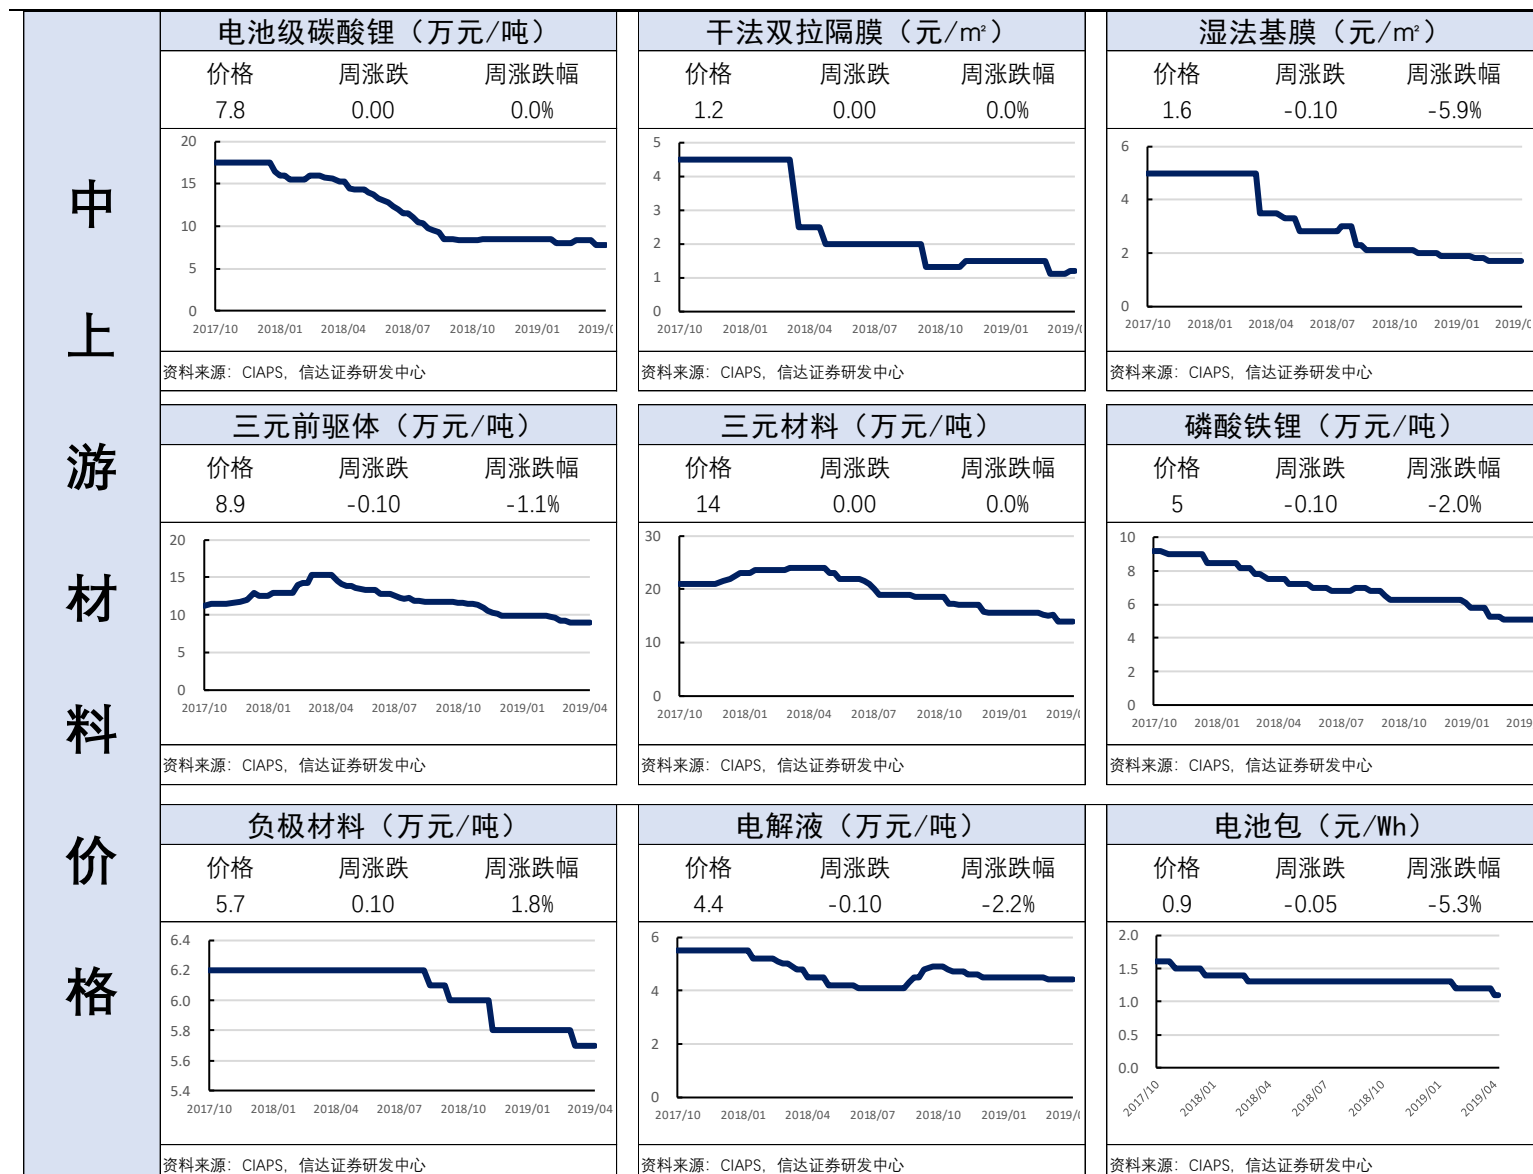 中
上
游
材
料
价
格
电池级碳酸锂（万元/吨）
价格 周涨跌 周涨跌幅
7.8 0.00 0.0%
20
15
10
5
0
2017/10 2018/01 2018/04 2018/07 2018/10 2019/01 2019/0
资料来源：CIAPS，信达证券研发中心
干法双拉隔膜（元/㎡）
价格 周涨跌 周涨跌幅
1.2 0.00 0.0%
5
4
3
2
1
0
2017/10 2018/01 2018/04 2018/07 2018/10 2019/01 2019/0
资料来源：CIAPS，信达证券研发中心
湿法基膜（元/㎡）
价格 周涨跌 周涨跌幅
1.6 -0.10 -5.9%
6
4
2
0
2017/10 2018/01 2018/04 2018/07 2018/10 2019/01 2019/0
资料来源：CIAPS，信达证券研发中心
三元前驱体（万元/吨）
价格 周涨跌 周涨跌幅
8.9 -0.10 -1.1%
20
15
10
5
0
2017/10 2018/01 2018/04 2018/07 2018/10 2019/01 2019/04
资料来源：CIAPS，信达证券研发中心
三元材料（万元/吨）
价格 周涨跌 周涨跌幅
14 0.00 0.0%
30
20
10
0
2017/10 2018/01 2018/04 2018/07 2018/10 2019/01 2019/0
资料来源：CIAPS，信达证券研发中心
磷酸铁锂（万元/吨）
价格 周涨跌 周涨跌幅
5 -0.10 -2.0%
10
8
6
4
2
0
2017/10 2018/01 2018/04 2018/07 2018/10 2019/01 2019
资料来源：CIAPS，信达证券研发中心
负极材料（万元/吨）
价格 周涨跌 周涨跌幅
5.7 0.10 1.8%
6.4
6.2
6.0
5.8
5.6
5.4
2017/10 2018/01 2018/04 2018/07 2018/10 2019/01 2019/04
资料来源：CIAPS，信达证券研发中心
电解液（万元/吨）
价格 周涨跌 周涨跌幅
4.4 -0.10 -2.2%
6
4
2
0
2017/10 2018/01 2018/04 2018/07 2018/10 2019/01 2019/0
资料来源：CIAPS，信达证券研发中心
电池包（元/Wh）
价格 周涨跌 周涨跌幅
0.9 -0.05 -5.3%
2.0
1.5
1.0
0.5
0.0
2017/10 2018/01 2018/04 2018/07 2018/10 2019/01 2019/04
资料来源：CIAPS，信达证券研发中心